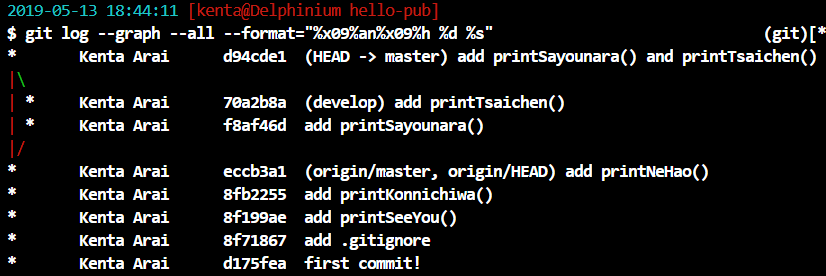 2019-05-13 18:44:11 [kenta@Delphinium hello-pub]
$ git log --graph --all --format="%x09%an%x09%h %d %s" (git)[*
* Kenta Arai d94cde1 (HEAD -> master) add printSayounara() and printTsaichen()
|\
| * Kenta Arai 70a2b8a (develop) add printTsaichen()
| * Kenta Arai f8af46d add printSayounara()
|/
* Kenta Arai eccb3a1 (origin/master, origin/HEAD) add printNeHao()
* Kenta Arai 8fb2255 add printKonnichiwa()
* Kenta Arai 8f199ae add printSeeYou()
* Kenta Arai 8f71867 add .gitignore
* Kenta Arai d175fea first commit!